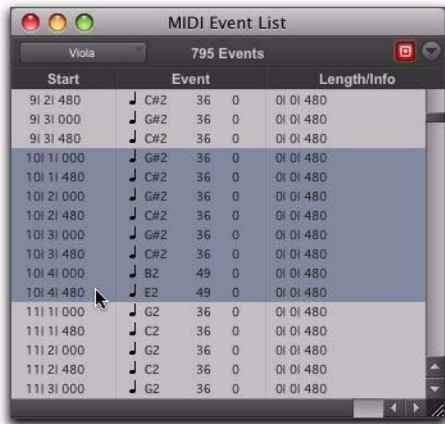 MIDI Event List
Viola 795 Events
Start Event Length/Info
9| 2| 480 C#2 36 0 0| 0| 480
9| 3| 000 G#2 36 0 0| 0| 480
9| 3| 480 C#2 36 0 0| 0| 480
10| 1| 000 G#2 36 0 0| 0| 480
10| 1| 480 C#2 36 0 0| 0| 480
10| 2| 000 G#2 36 0 0| 0| 480
10| 2| 480 C#2 36 0 0| 0| 480
10| 3| 000 G#2 36 0 0| 0| 480
10| 3| 480 C#2 36 0 0| 0| 480
10| 4| 000 B2 49 0 0| 0| 480
10| 4| 480 E2 49 0 0| 0| 480
11| 1| 000 G2 36 0 0| 0| 480
11| 1| 480 C2 36 0 0| 0| 480
11| 2| 000 G2 36 0 0| 0| 480
11| 2| 480 C2 36 0 0| 0| 480
11| 3| 000 G2 36 0 0| 0| 480